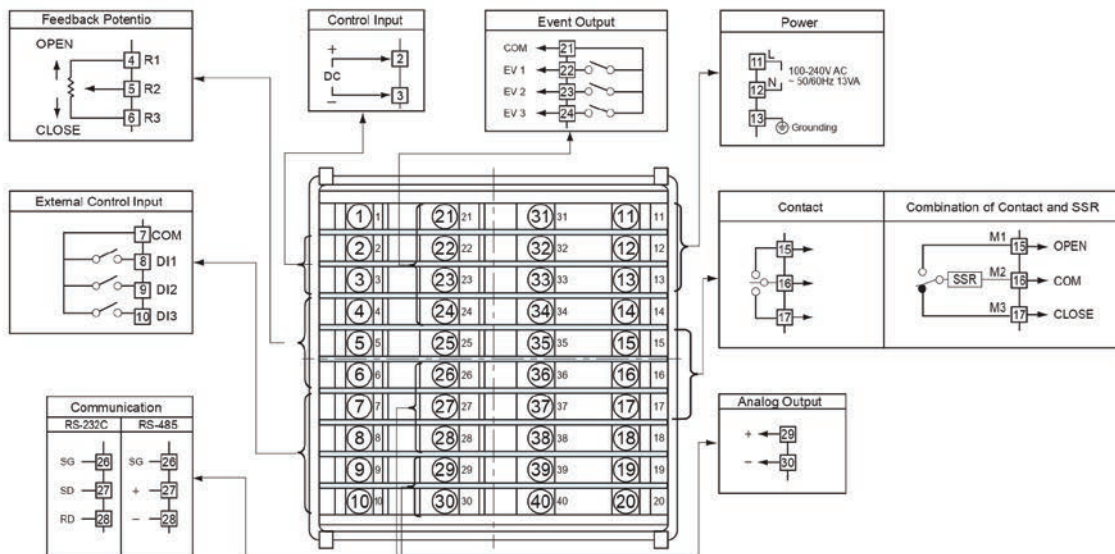 Feedback Potentio
OPEN
4 R1
5 R2
6 R3
CLOSE
Control Input
+ 2
DC
− 3
Event Output
COM 21
EV 1 22
EV 2 23
EV 3 24
Power
11 L
12 N
100-240V AC
~ 50/60Hz 13VA
13 Grounding
External Control Input
7 COM
8 DI1
9 DI2
10 DI3
1 1 21 21 31 31 11 11
2 2 22 22 32 32 12 12
3 3 23 23 33 33 13 13
4 4 24 24 34 34 14 14
5 5 25 25 35 35 15 15
6 6 26 26 36 36 16 16
7 7 27 27 37 37 17 17
8 8 28 28 38 38 18 18
9 9 29 29 39 39 19 19
10 10 30 30 40 40 20 20
Contact
15
16
17
Combination of Contact and SSR
M1 15 OPEN
SSR M2 16 COM
M3 17 CLOSE
Communication
RS-232C RS-485
SG 26 SG 26
SD 27 + 27
RD 28 − 28
Analog Output
+ 29
− 30